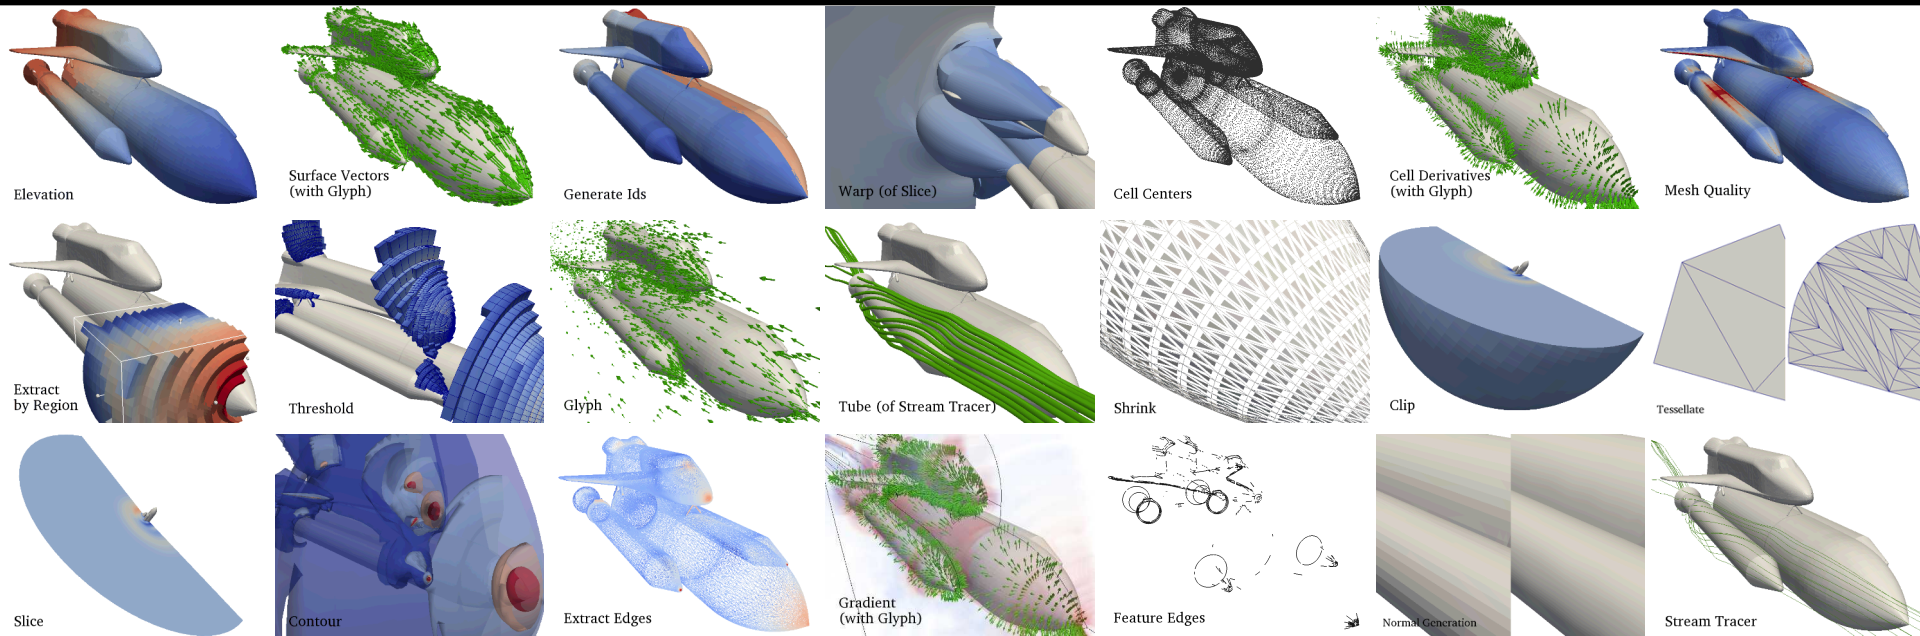 Elevation
Surface Vectors
(with Glyph)
Generate Ids
Warp (of Slice)
Cell Centers
Cell Derivatives
(with Glyph)
Mesh Quality
Extract
by Region
Threshold
Glyph
Tube (of Stream Tracer)
Shrink
Clip
Tessellate
Slice
Contour
Extract Edges
Gradient
(with Glyph)
Feature Edges
Normal Generation
Stream Tracer